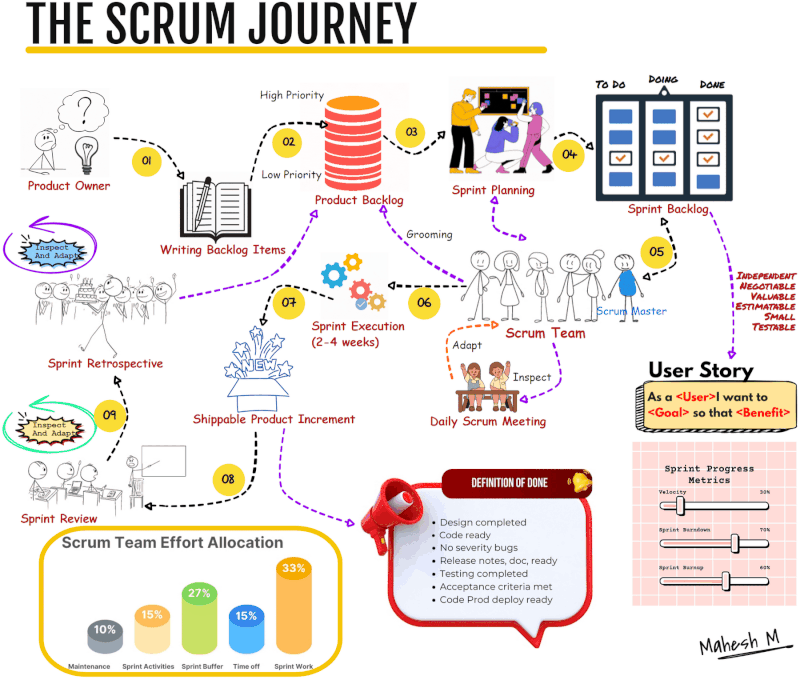 THE SCRUM JOURNEY
?
Product Owner
01
Writing Backlog Items
02
High Priority
Low Priority
Product Backlog
03
Sprint Planning
04
TO DO
DOING
DONE
Sprint Backlog
05
Grooming
Inspect
And Adapt
Sprint Retrospective
07
Sprint Execution
(2-4 weeks)
06
Scrum Team
Scrum Master
INDEPENDENT
NEGOTIABLE
VALUABLE
ESTIMATABLE
SMALL
TESTABLE
NEW
Shippable Product Increment
Adapt
Inspect
Daily Scrum Meeting
User Story
As a <User>I want to
<Goal> so that <Benefit>
09
Inspect
And Adapt
Sprint Review
08
DEFINITION OF DONE
Design completed
Code ready
No severity bugs
Release notes, doc, ready
Testing completed
Acceptance criteria met
Code Prod deploy ready
Sprint Progress
Metrics
Velocity 30%
Sprint Burndown 70%
Sprint Burnup 60%
Scrum Team Effort Allocation
10%
15%
27%
15%
33%
Maintenance
Sprint Activities
Sprint Buffer
Time off
Sprint Work
Mahesh M